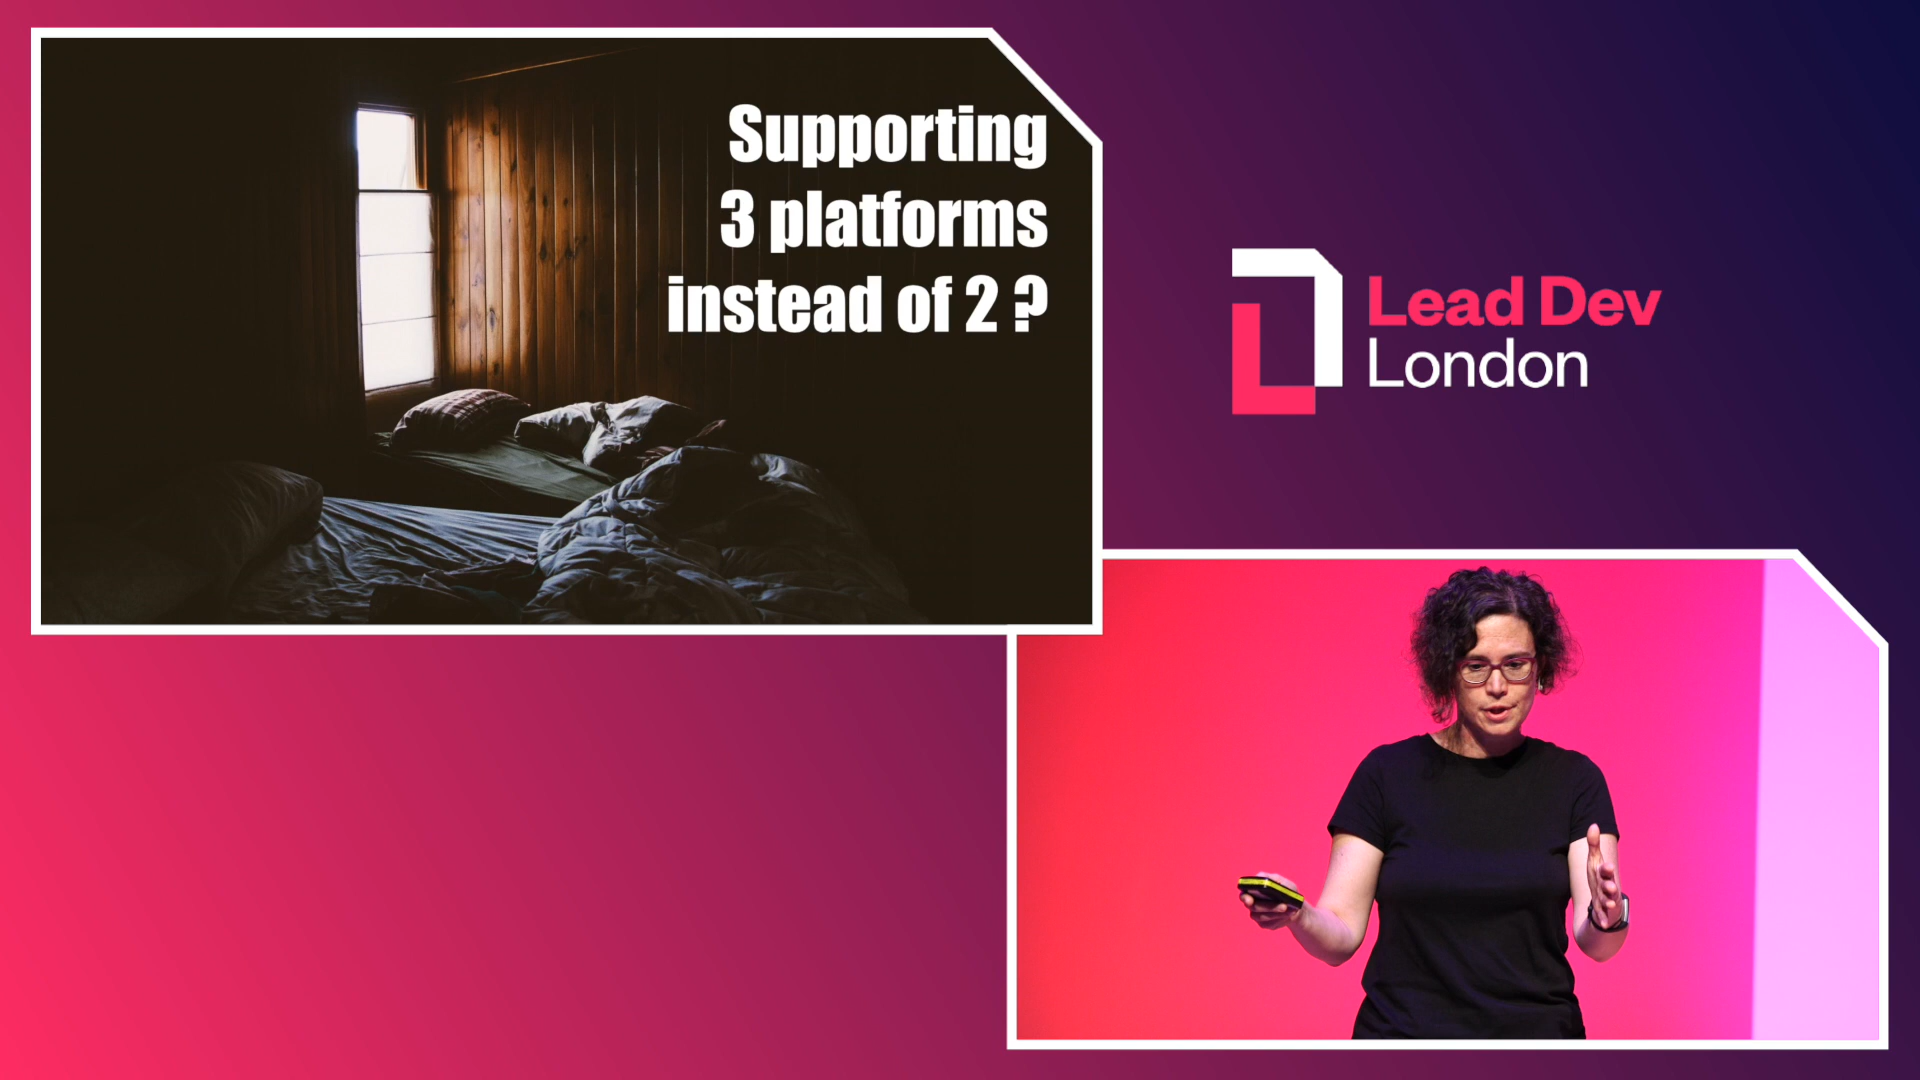 Supporting
3 platforms
instead of 2 ?
Lead Dev
London